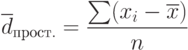 d̅прост. = ∑(xᵢ − x̅) / n